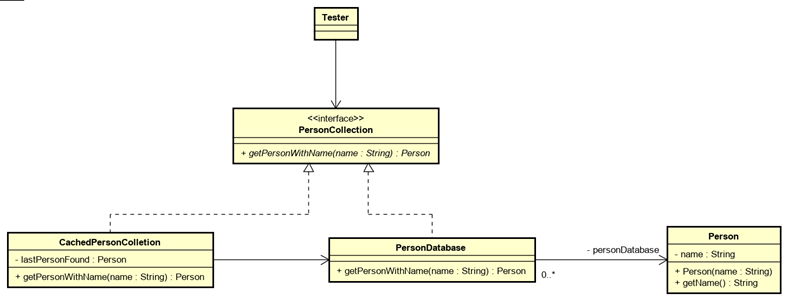 Tester
<<interface>>
PersonCollection
+ getPersonWithName(name : String) : Person
CachedPersonColletion
- lastPersonFound : Person
+ getPersonWithName(name : String) : Person
PersonDatabase
+ getPersonWithName(name : String) : Person
0..*
- personDatabase
Person
- name : String
+ Person(name : String)
+ getName() : String